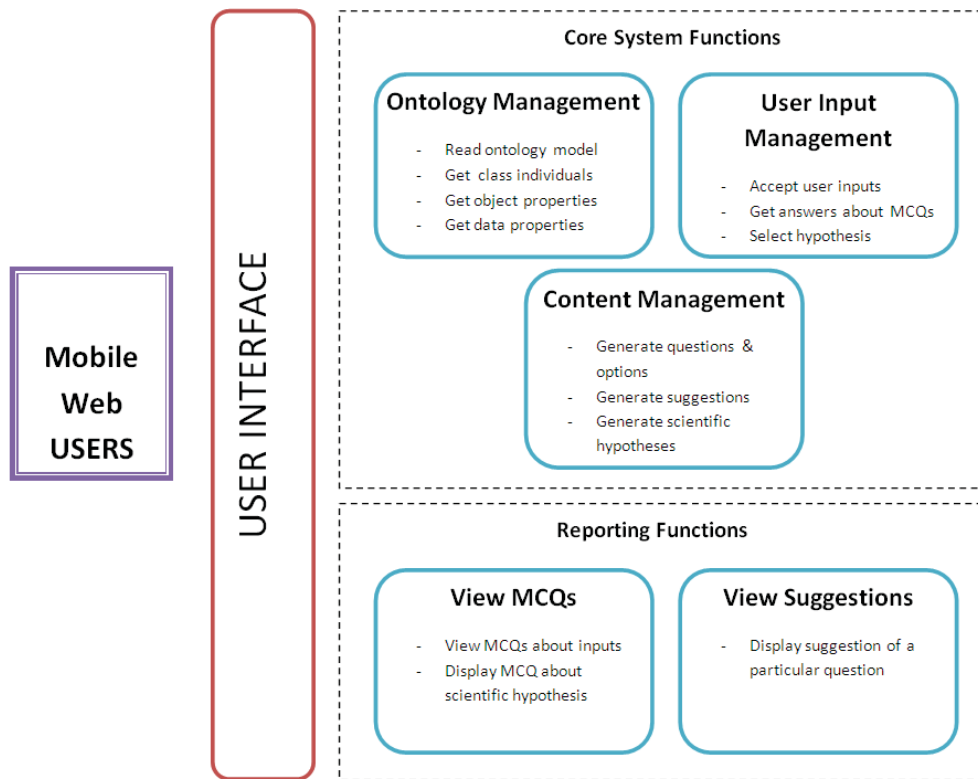 Mobile
Web
USERS
USER INTERFACE
Core System Functions
Ontology Management
- Read ontology model
- Get class individuals
- Get object properties
- Get data properties
User Input
Management
- Accept user inputs
- Get answers about MCQs
- Select hypothesis
Content Management
- Generate questions &
options
- Generate suggestions
- Generate scientific
hypotheses
Reporting Functions
View MCQs
- View MCQs about inputs
- Display MCQ about
scientific hypothesis
View Suggestions
- Display suggestion of a
particular question